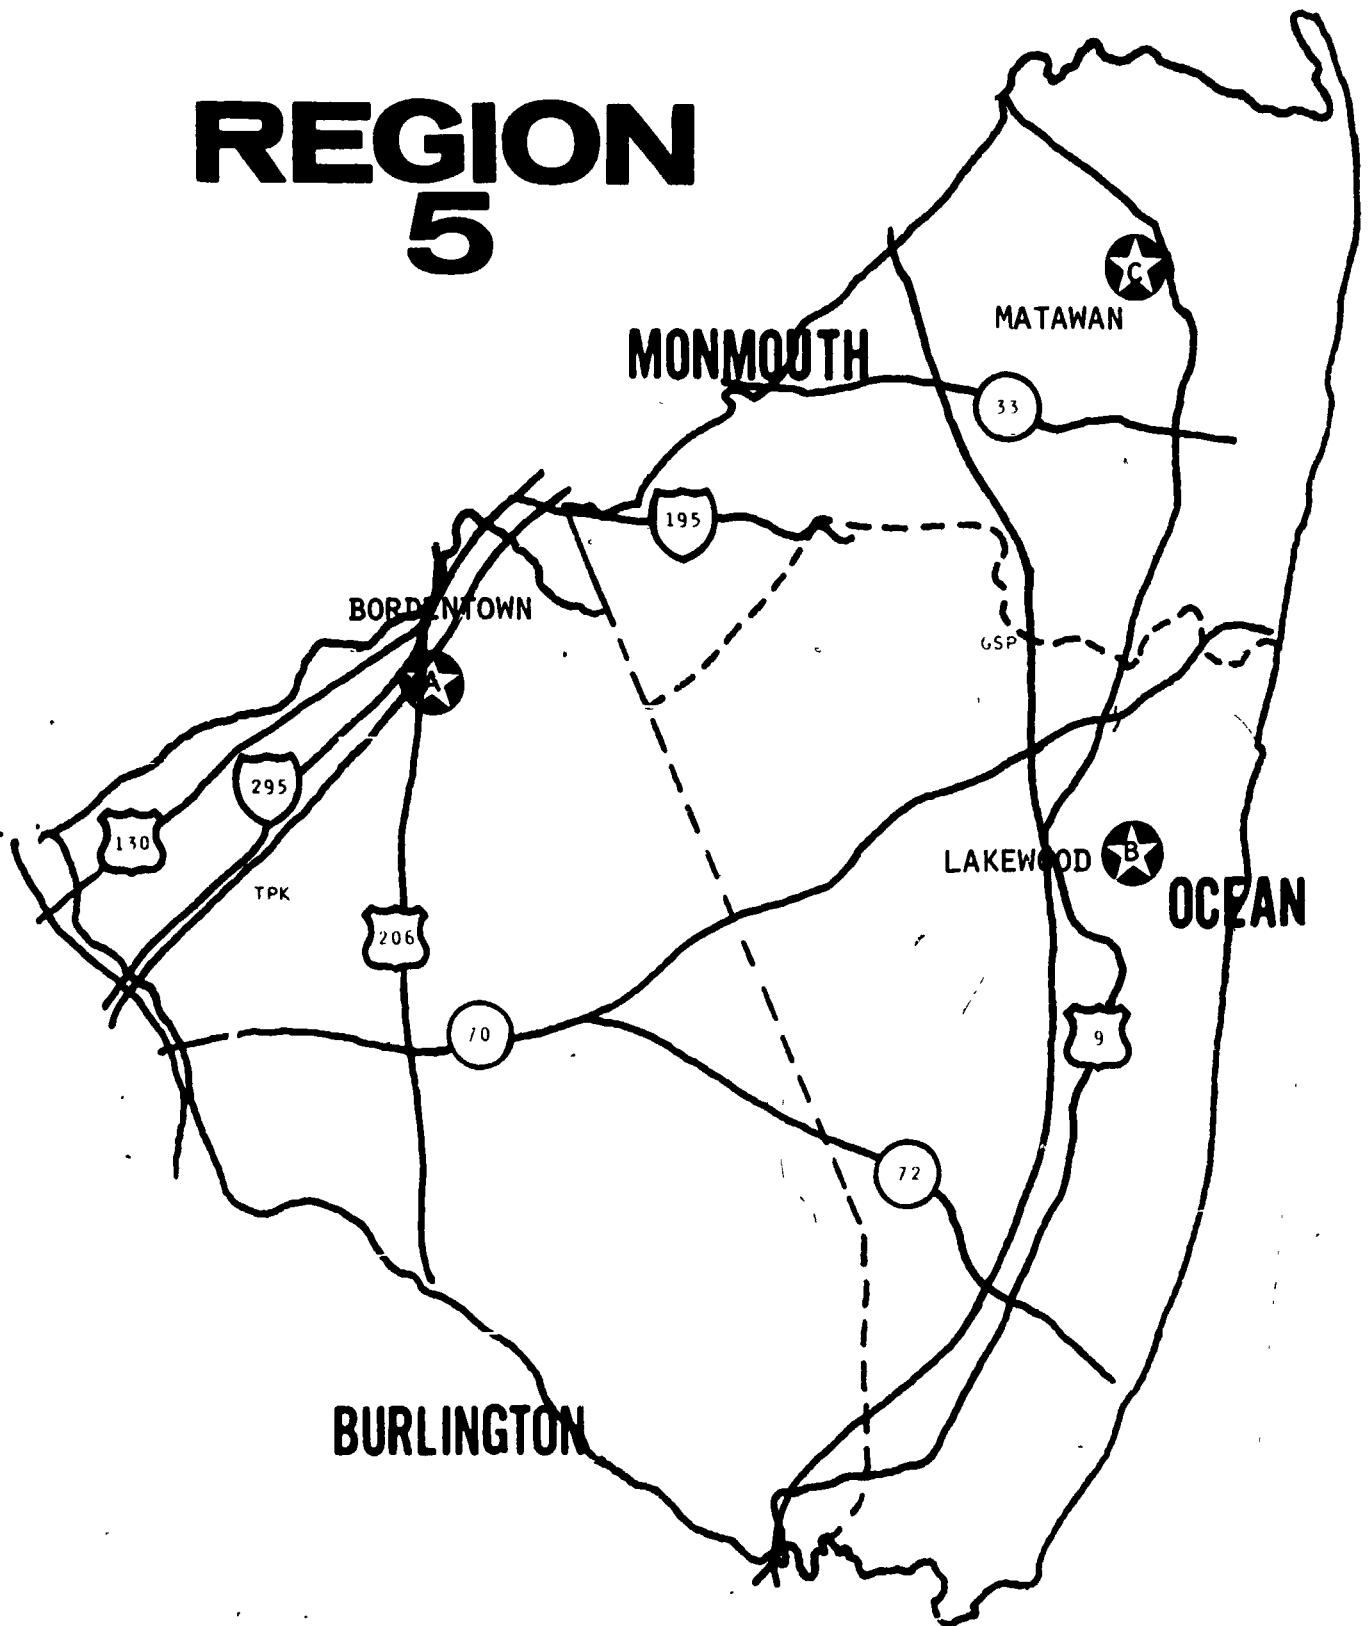 REGION
5
C
MATAWAN
MONMOUTH
33
195
BORDENTOWN
GSP
A
295
130
LAKEWOOD
B
OCEAN
TPK
206
70
9
72
BURLINGTON